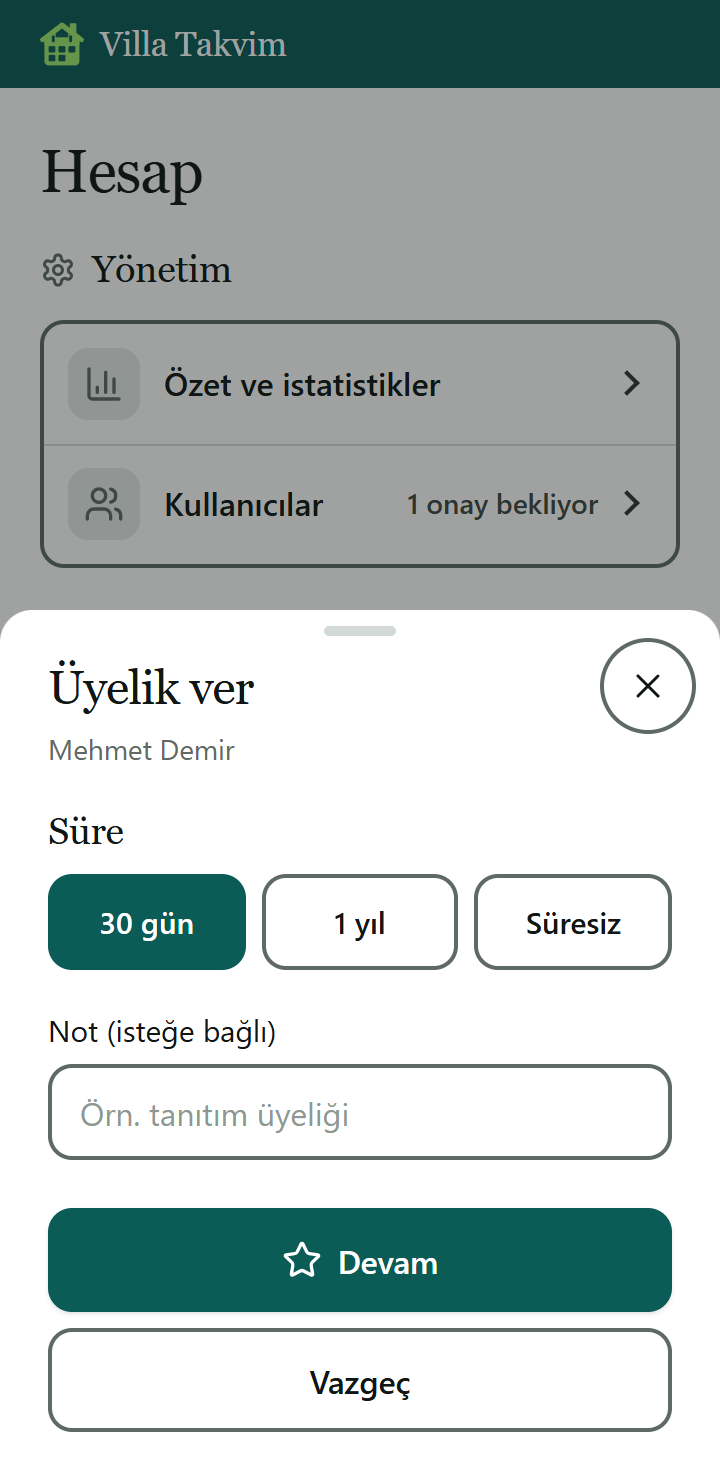 Villa Takvim
Hesap
Yönetim
Özet ve istatistikler
Kullanıcılar 1 onay bekliyor
Üyelik ver
Mehmet Demir
Süre
30 gün 1 yıl Süresiz
Not (isteğe bağlı)
Örn. tanıtım üyeliği
Devam
Vazgeç